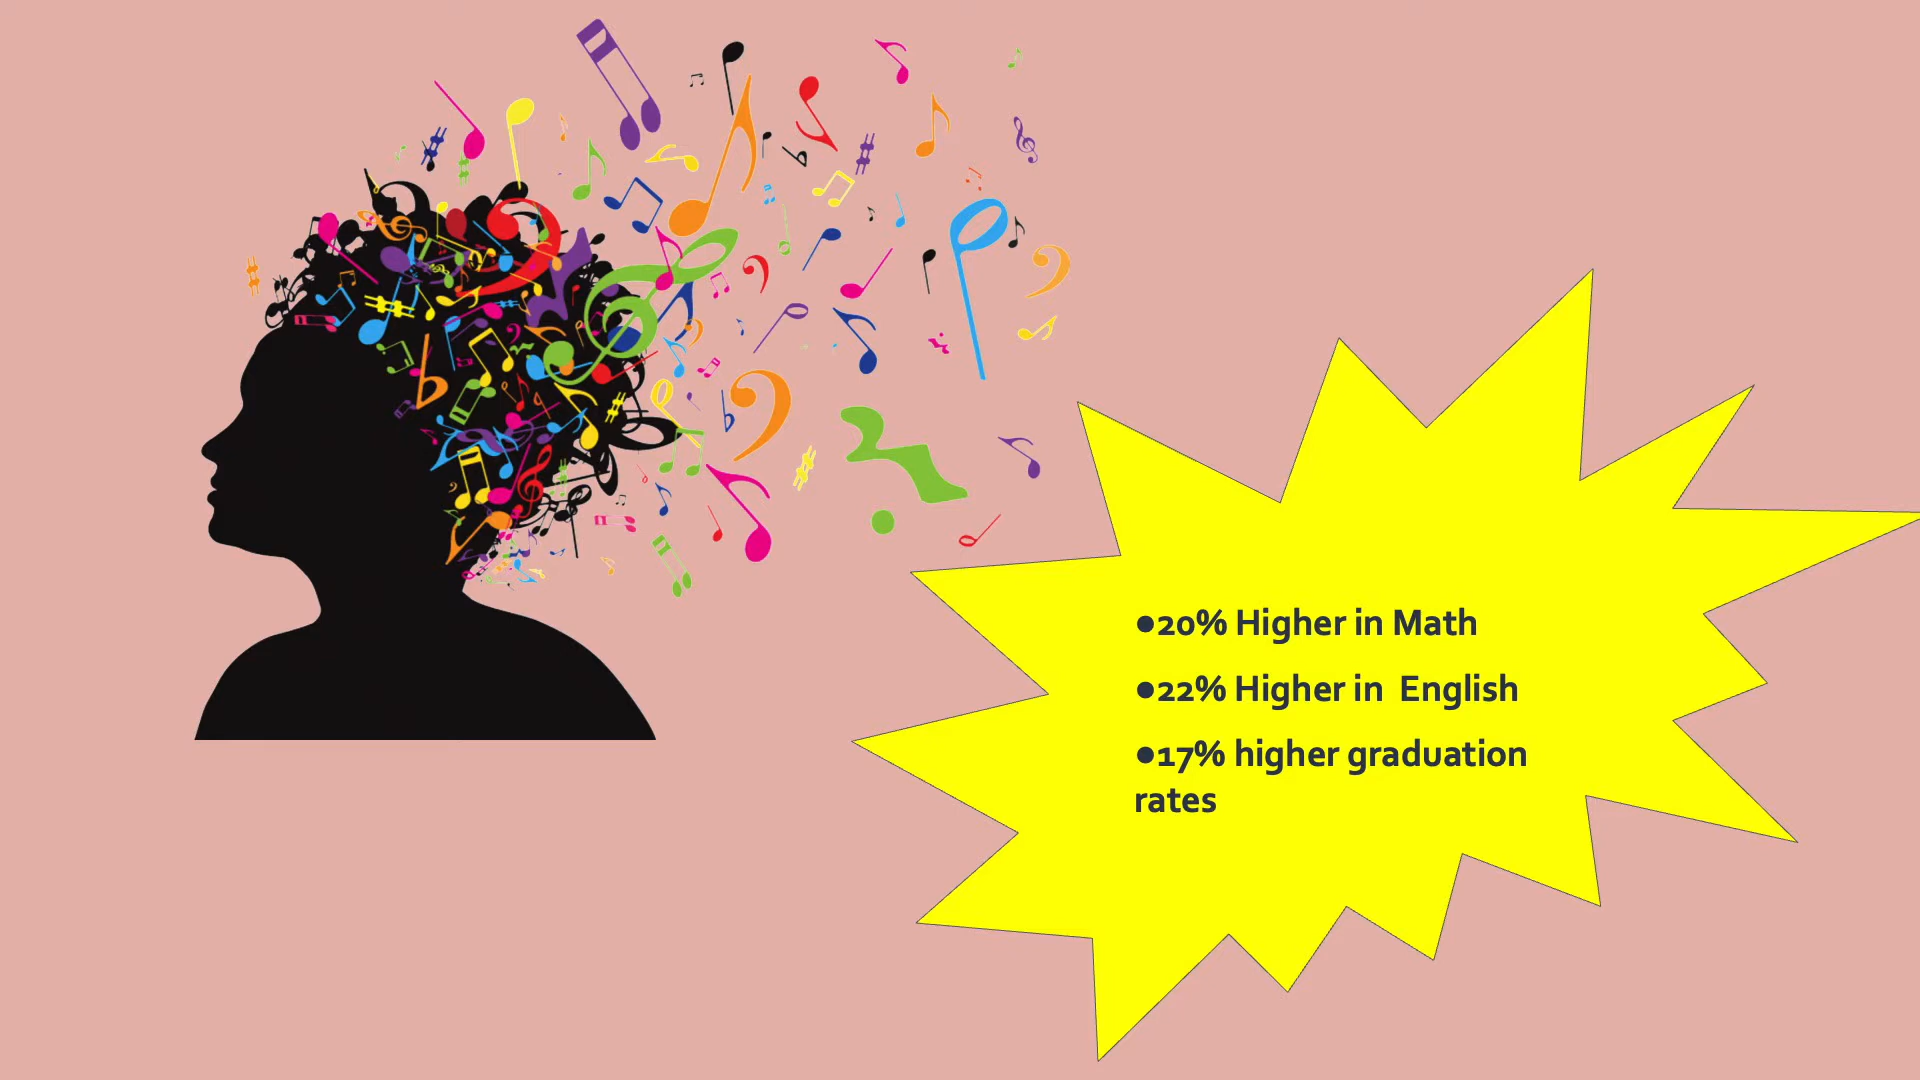 ●20% Higher in Math
●22% Higher in  English
●17% higher graduation
rates